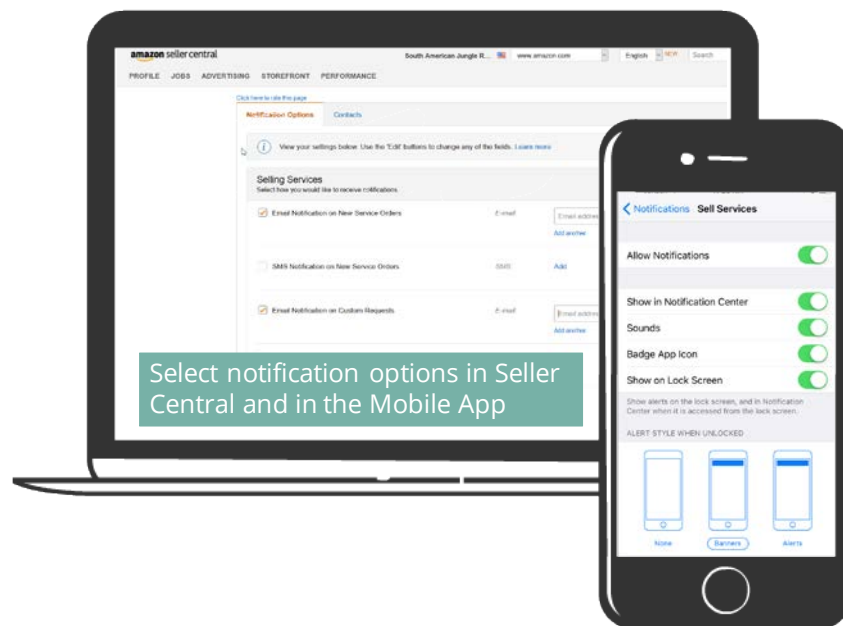 amazon seller central South American Jungle R... www.amazon.com English NEW Search
PROFILE JOBS ADVERTISING STOREFRONT PERFORMANCE
Click here to rate this page
Notification Options Contacts
View your settings below. Use the 'Edit' buttons to change any of the fields. Learn more
Selling Services
Select how you would like to receive notifications
Email Notification on New Service Orders E-mail Email address
Add another
SMS Notification on New Service Orders SMS Add
Email Notification on Custom Requests E-mail Email address
Add another
Select notification options in Seller
Central and in the Mobile App
Notifications Sell Services
Allow Notifications
Show in Notification Center
Sounds
Badge App Icon
Show on Lock Screen
Show alerts on the lock screen, and in Notification
Center when it is accessed from the lock screen.
ALERT STYLE WHEN UNLOCKED
None Banners Alerts